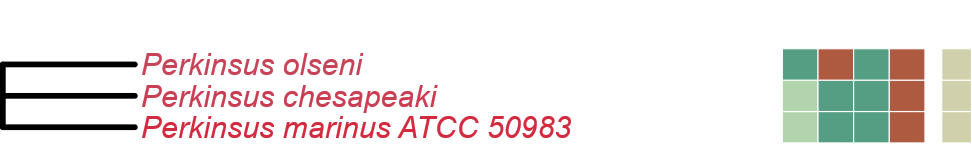 Perkinsus olseni
Perkinsus chesapeaki
Perkinsus marinus ATCC 50983